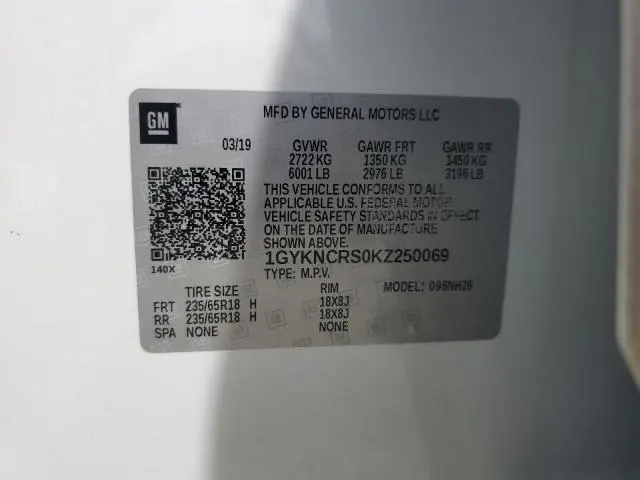 GM
MFD BY GENERAL MOTORS LLC
03/19 GVWR GAWR FRT GAWR RR
2722 KG 1350 KG 1450 KG
6001 LB 2976 LB 3196 LB
THIS VEHICLE CONFORMS TO ALL
APPLICABLE U.S. FEDERAL MOTOR
VEHICLE SAFETY STANDARDS IN EFFECT
ON THE DATE OF MANUFACTURE
SHOWN ABOVE.
1GYKNCRS0KZ250069
140X
TYPE: M.P.V. MODEL: 096NH26
TIRE SIZE RIM
FRT 235/65R18 H 18X8J
RR 235/65R18 H 18X8J
SPA NONE NONE